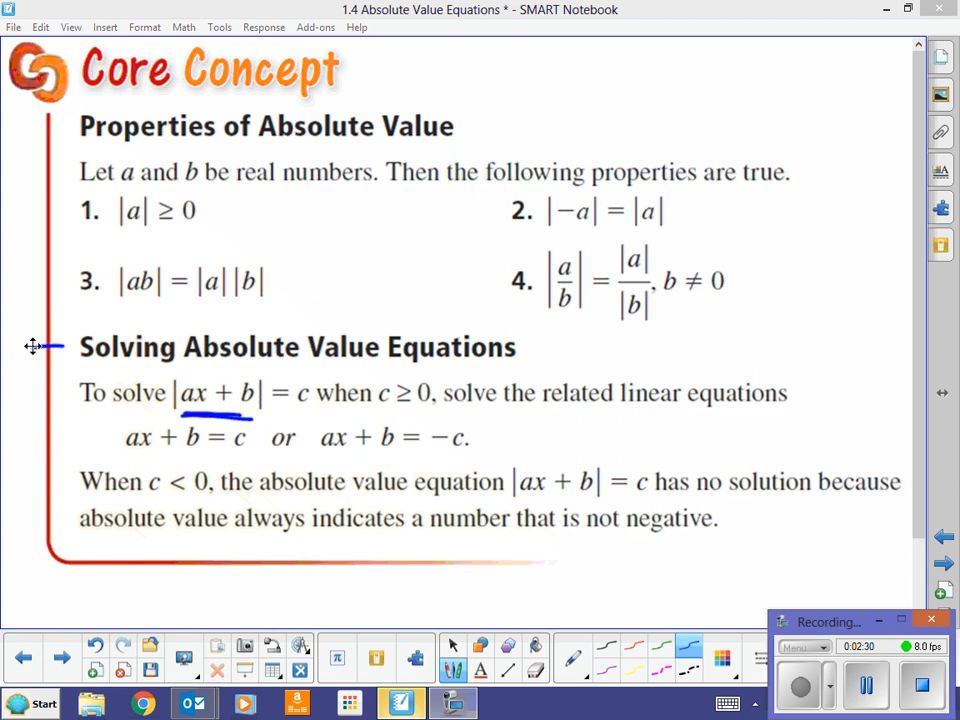 1.4 Absolute Value Equations * - SMART Notebook
File Edit View Insert Format Math Tools Response Add-ons Help
Core Concept
Properties of Absolute Value
Let a and b be real numbers. Then the following properties are true.
1. |a| ≥ 0
2. |−a| = |a|
3. |ab| = |a| |b|
4. |a/b| = |a|/|b|, b ≠ 0
Solving Absolute Value Equations
To solve |ax + b| = c when c ≥ 0, solve the related linear equations
ax + b = c or ax + b = −c.
When c < 0, the absolute value equation |ax + b| = c has no solution because
absolute value always indicates a number that is not negative.
Recording...
Menu
0:02:30
8.0 fps
Start